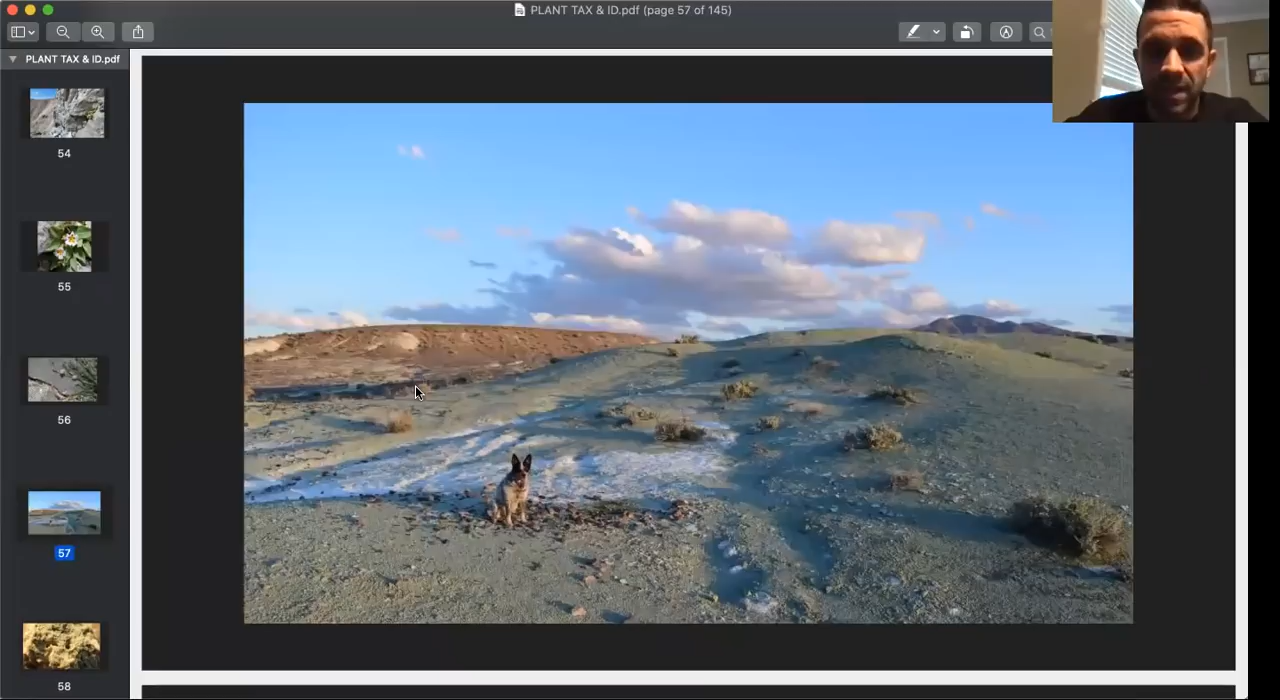 PLANT TAX & ID.pdf (page 57 of 145)
PLANT TAX & ID.pdf
54
55
56
57
58